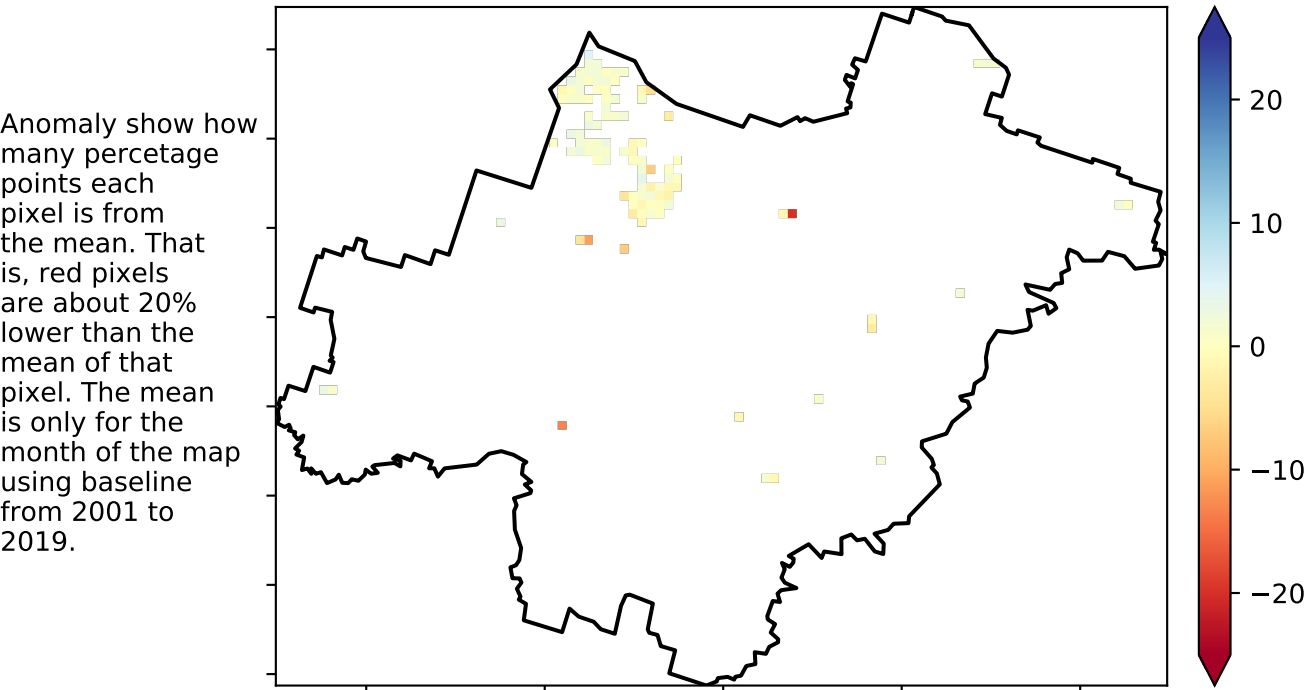 Anomaly show how
many percetage
points each
pixel is from
the mean. That
is, red pixels
are about 20%
lower than the
mean of that
pixel. The mean
is only for the
month of the map
using baseline
from 2001 to
2019.
20
10
0
−10
−20